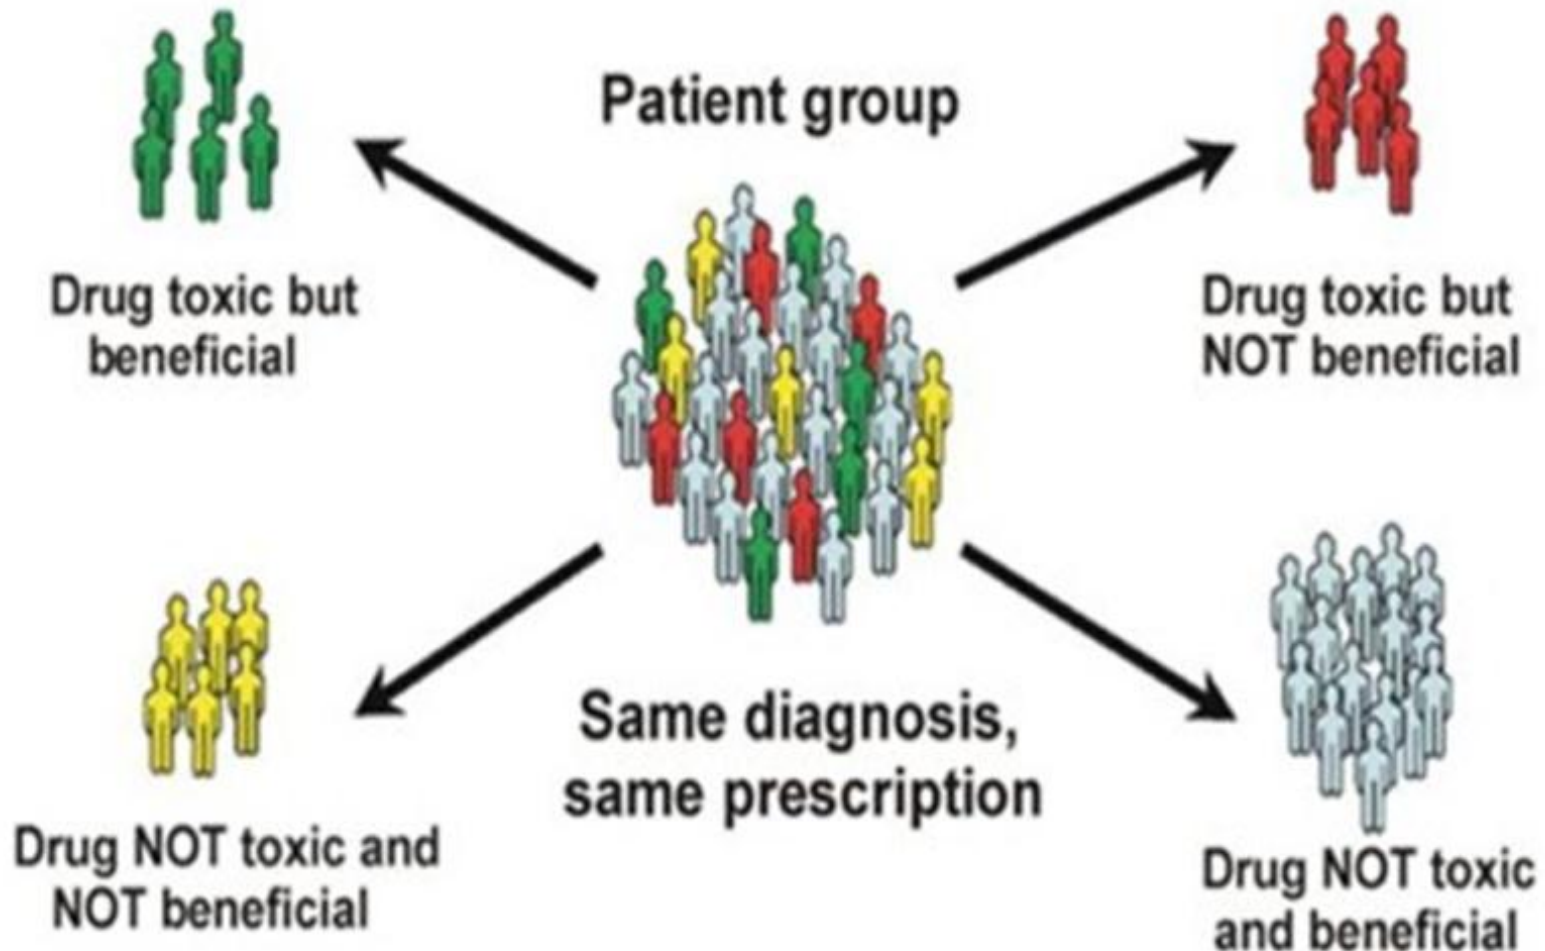 Patient group
Drug toxic but
beneficial
Drug toxic but
NOT beneficial
Same diagnosis,
same prescription
Drug NOT toxic and
NOT beneficial
Drug NOT toxic
and beneficial